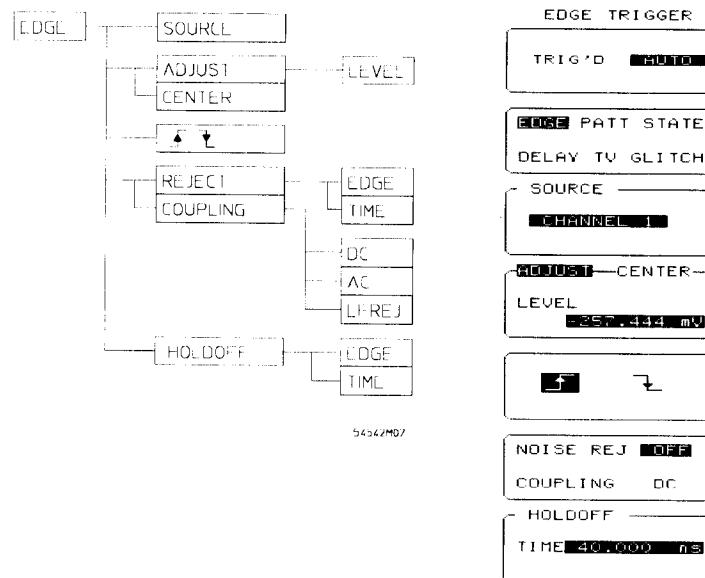 EDGE
SOURCE
ADJUST
LEVEL
CENTER
REJECT
COUPLING
EDGE
TIME
DC
AC
LFREJ
HOLDOFF
EDGE
TIME
54542M07
EDGE TRIGGER
TRIG'D AUTO
EDGE PATT STATE
DELAY TV GLITCH
SOURCE
CHANNEL 1
ADJUST CENTER
LEVEL
-257.444 mV
NOISE REJ OFF
COUPLING DC
HOLDOFF
TIME 40.000 ns